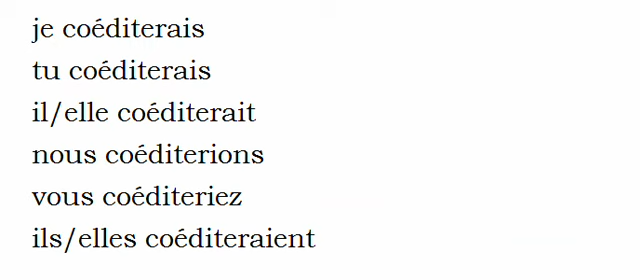 je coéditerais
tu coéditerais
il/elle coéditerait
nous coéditerions
vous coéditeriez
ils/elles coéditeraient